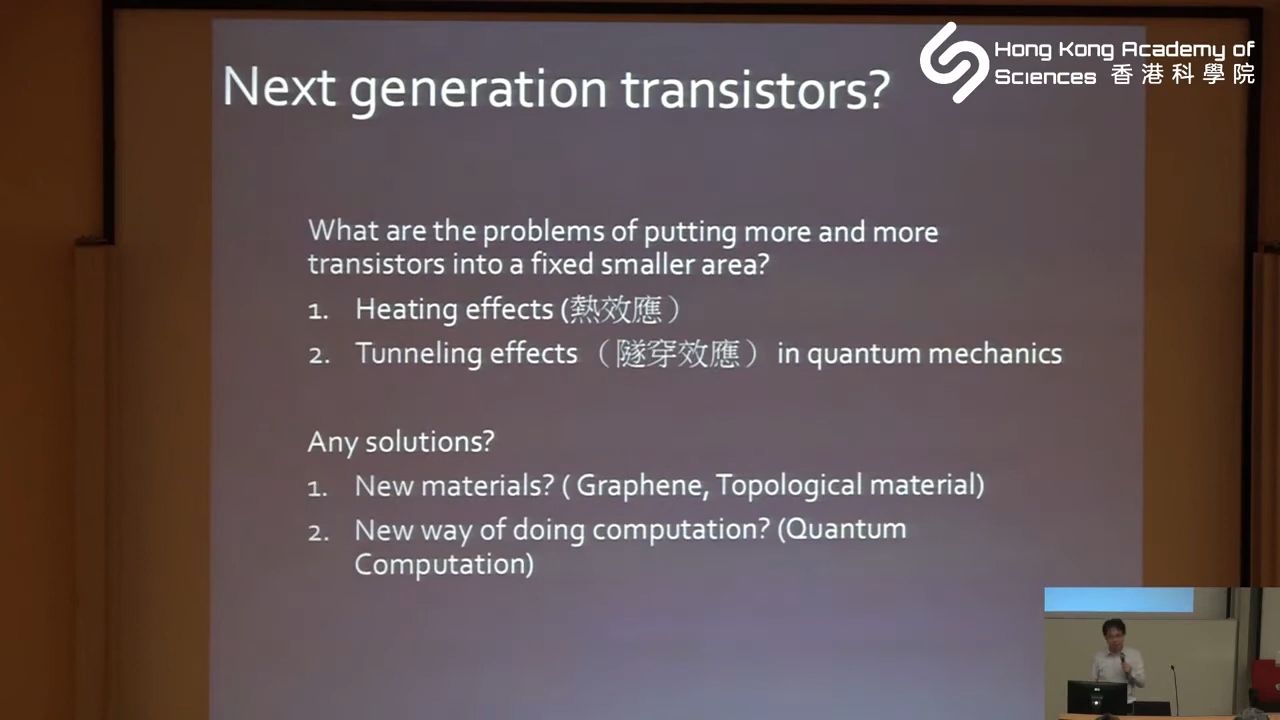 Hong Kong Academy of
Sciences 香港科學院
Next generation transistors?
What are the problems of putting more and more
transistors into a fixed smaller area?
1. Heating effects (熱效應）
2. Tunneling effects （隧穿效應） in quantum mechanics
Any solutions?
1. New materials? ( Graphene, Topological material)
2. New way of doing computation? (Quantum
Computation)